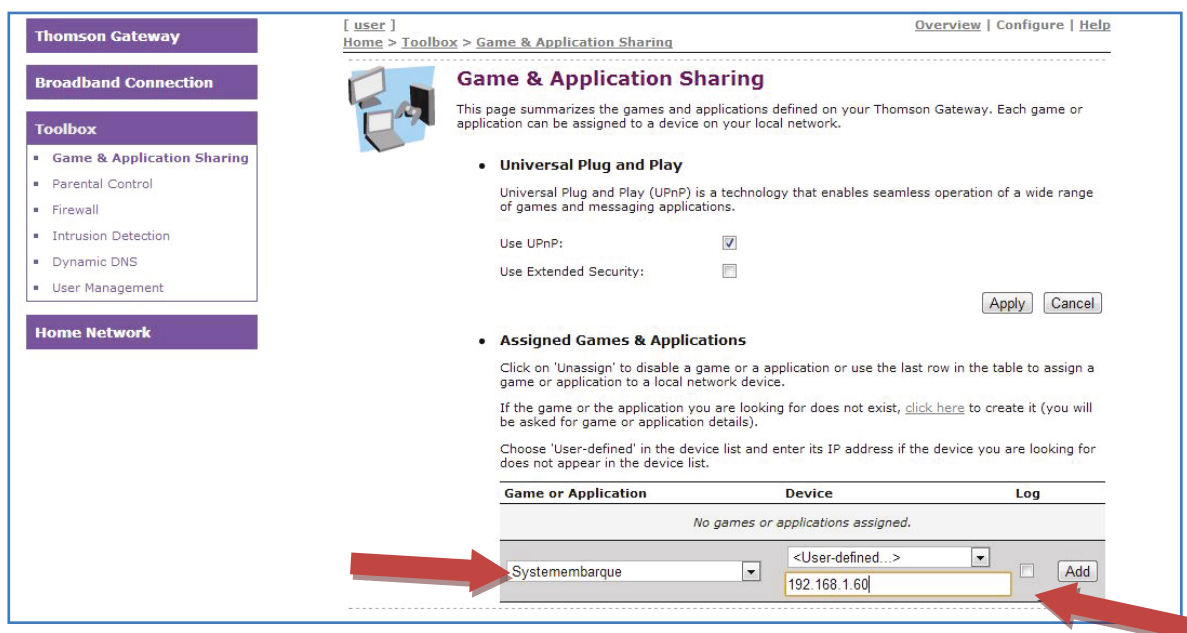 Thomson Gateway
Broadband Connection
Toolbox
Game & Application Sharing
Parental Control
Firewall
Intrusion Detection
Dynamic DNS
User Management
Home Network
[ user ]
Overview | Configure | Help
Home > Toolbox > Game & Application Sharing
Game & Application Sharing
This page summarizes the games and applications defined on your Thomson Gateway. Each game or
application can be assigned to a device on your local network.
Universal Plug and Play
Universal Plug and Play (UPnP) is a technology that enables seamless operation of a wide range
of games and messaging applications.
Use UPnP:
Use Extended Security:
Apply Cancel
Assigned Games & Applications
Click on 'Unassign' to disable a game or a application or use the last row in the table to assign a
game or application to a local network device.
If the game or the application you are looking for does not exist, click here to create it (you will
be asked for game or application details).
Choose 'User-defined' in the device list and enter its IP address if the device you are looking for
does not appear in the device list.
Game or Application Device Log
No games or applications assigned.
Systemembarque
<User-defined...>
192.168.1.60
Add